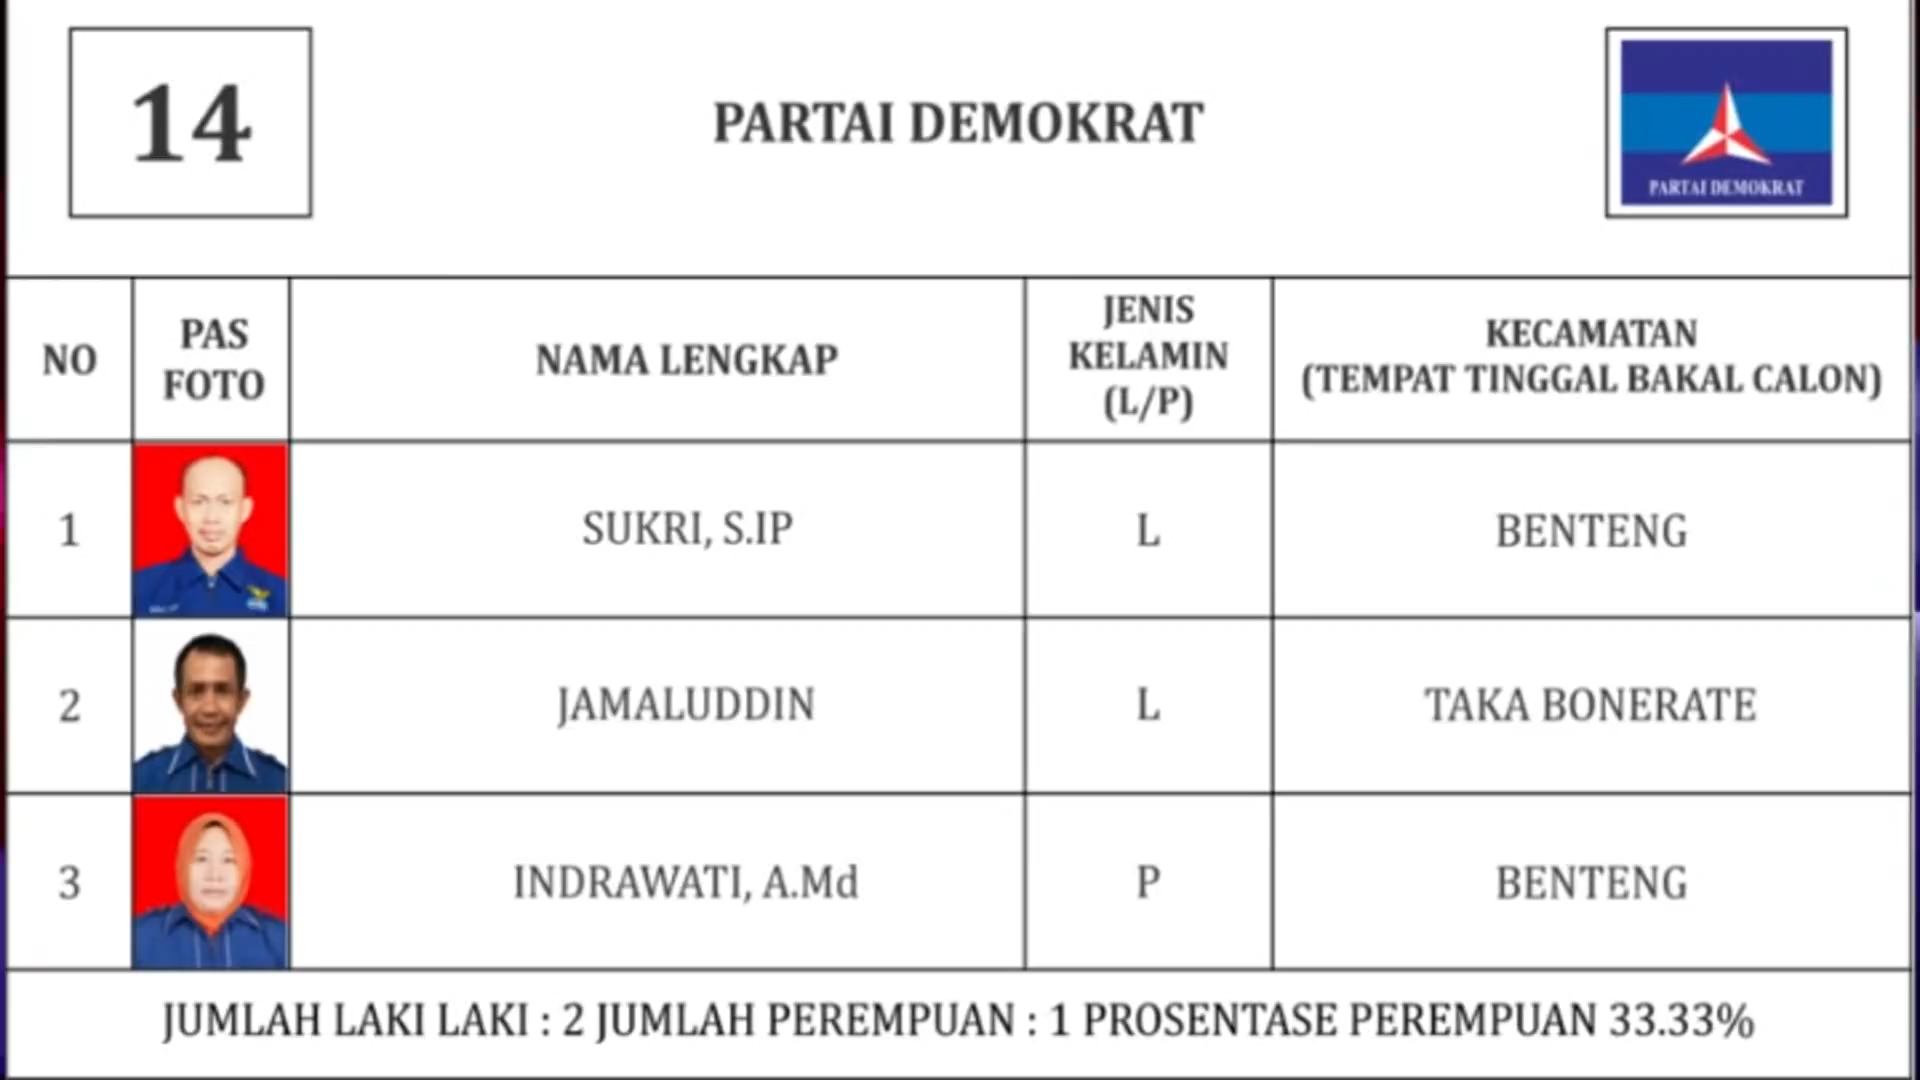 14
PARTAI DEMOKRAT
PARTAI DEMOKRAT
NO
PAS
FOTO
NAMA LENGKAP
JENIS
KELAMIN
(L/P)
KECAMATAN
(TEMPAT TINGGAL BAKAL CALON)
1
SUKRI, S.IP
L
BENTENG
2
JAMALUDDIN
L
TAKA BONERATE
3
INDRAWATI, A.Md
P
BENTENG
JUMLAH LAKI LAKI : 2 JUMLAH PEREMPUAN : 1 PROSENTASE PEREMPUAN 33.33%